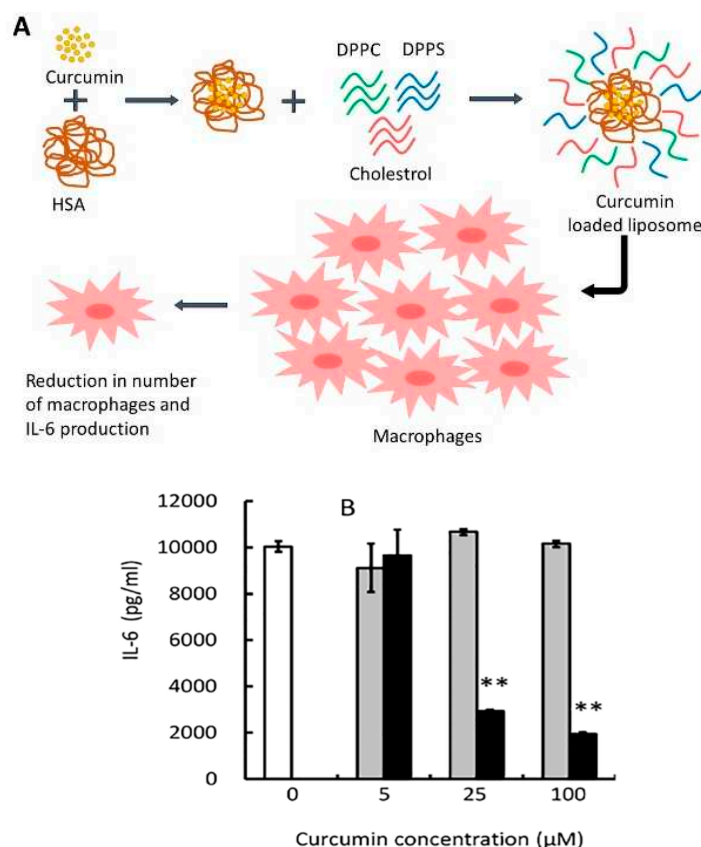 A
Curcumin
+
HSA
+
DPPC DPPS
Cholestrol
Curcumin
loaded liposome
Reduction in number
of macrophages and
IL-6 production
Macrophages
B
IL-6 (pg/ml)
12000
10000
8000
6000
4000
2000
0
**
**
0 5 25 100
Curcumin concentration (µM)